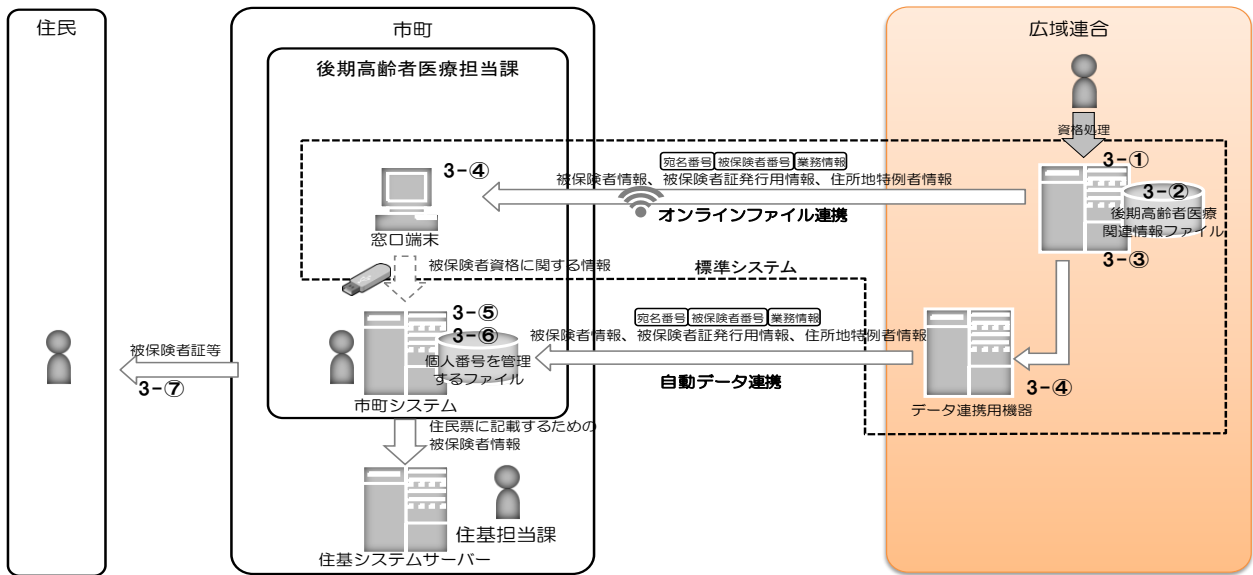 住民
市町
後期高齢者医療担当課
広域連合
資格処理
3-①
3-②
後期高齢者医療
関連情報ファイル
3-③
宛名番号 被保険者番号 業務情報
被保険者情報、被保険者証発行用情報、住所地特例者情報
オンラインファイル連携
3-④
窓口端末
被保険者資格に関する情報
標準システム
宛名番号 被保険者番号 業務情報
被保険者情報、被保険者証発行用情報、住所地特例者情報
自動データ連携
3-④
データ連携用機器
3-⑤
3-⑥
個人番号を管理
するファイル
市町システム
被保険者証等
3-⑦
住民票に記載するための
被保険者情報
住基担当課
住基システムサーバー